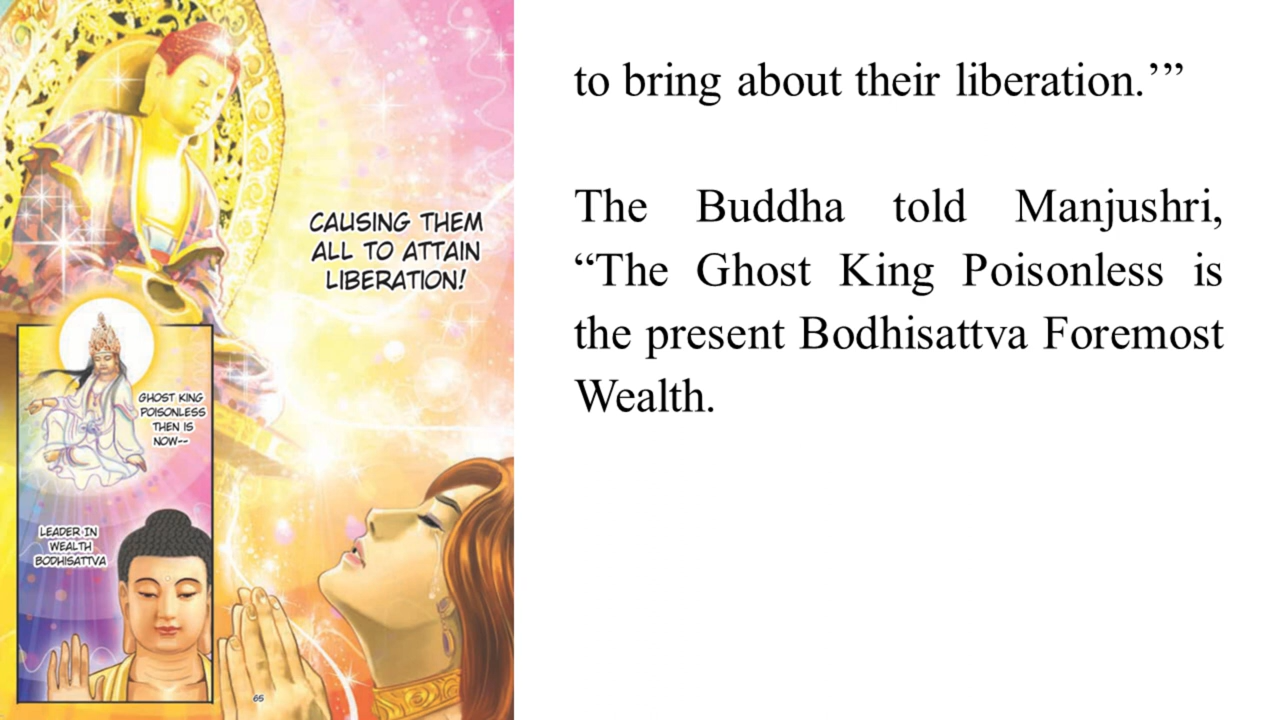 CAUSING THEM
ALL TO ATTAIN
LIBERATION!
GHOST KING
POISONLESS
THEN IS
NOW--
LEADER IN
WEALTH
BODHISATTVA
65
to bring about their liberation.’”
The Buddha told Manjushri,
“The Ghost King Poisonless is
the present Bodhisattva Foremost
Wealth.